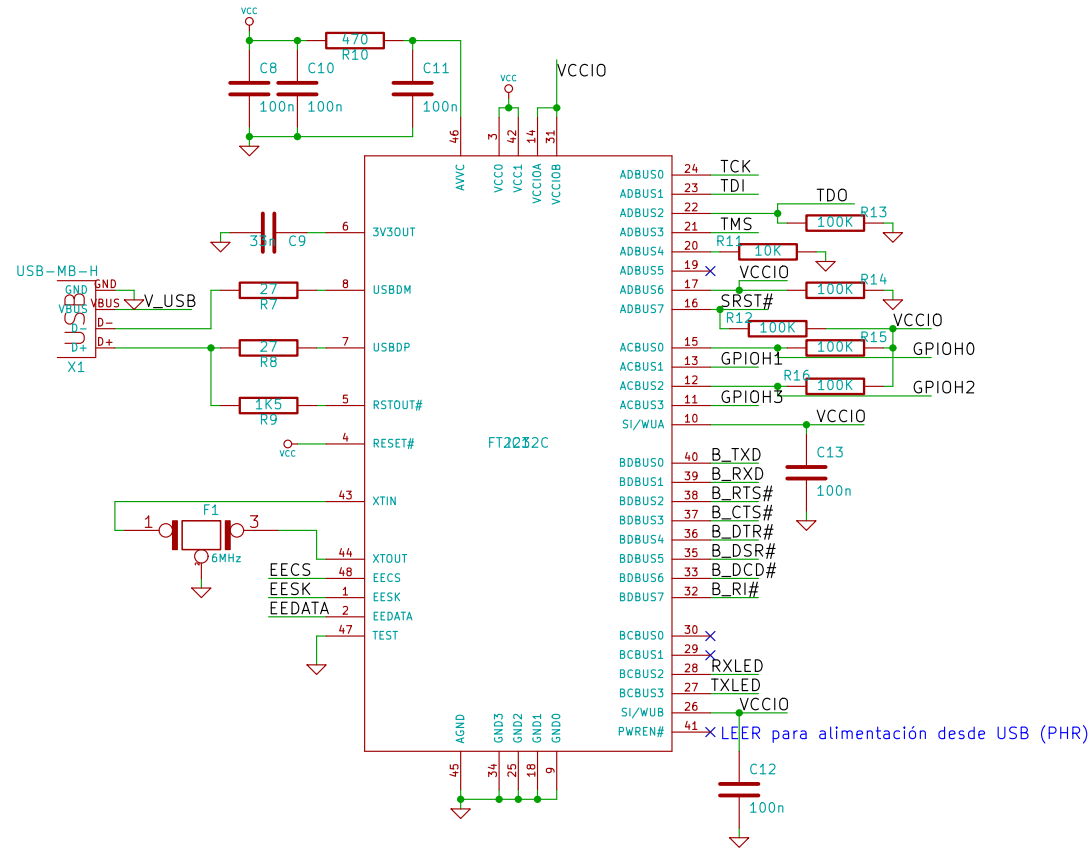 VCC
470
R10
C8
100n
C10
100n
C11
100n
VCC
VCCIO
46
3
42
14
31
AVVC
VCC0
VCC1
VCCIOA
VCCIOB
33n
C9
6
3V3OUT
USB-MB-H
USB
GND
GND
VBUS
VBUS
V_USB
D-
D-
D+
D+
X1
27
R7
8
USBDM
27
R8
7
USBDP
1K5
R9
5
RSTOUT#
VCC
4
RESET#
43
XTIN
F1
1
3
6MHz
44
XTOUT
EECS
48
EECS
EESK
1
EESK
EEDATA
2
EEDATA
47
TEST
FT2232C
ADBUS0
24
TCK
ADBUS1
23
TDI
ADBUS2
22
TDO
100K
R13
ADBUS3
21
TMS
ADBUS4
20
R11
10K
ADBUS5
19
ADBUS6
17
VCCIO
100K
R14
ADBUS7
16
SRST#
R12
100K
VCCIO
ACBUS0
15
100K
R15
GPIOH0
ACBUS1
13
GPIOH1
ACBUS2
12
R16
100K
GPIOH2
ACBUS3
11
GPIOH3
SI/WUA
10
VCCIO
C13
100n
BDBUS0
40
B_TXD
BDBUS1
39
B_RXD
BDBUS2
38
B_RTS#
BDBUS3
37
B_CTS#
BDBUS4
36
B_DTR#
BDBUS5
35
B_DSR#
BDBUS6
33
B_DCD#
BDBUS7
32
B_RI#
BCBUS0
30
BCBUS1
29
BCBUS2
28
RXLED
BCBUS3
27
TXLED
SI/WUB
26
VCCIO
PWREN#
41
LEER para alimentación desde USB (PHR)
C12
100n
AGND
GND3
GND2
GND1
GND0
45
34
25
18
9